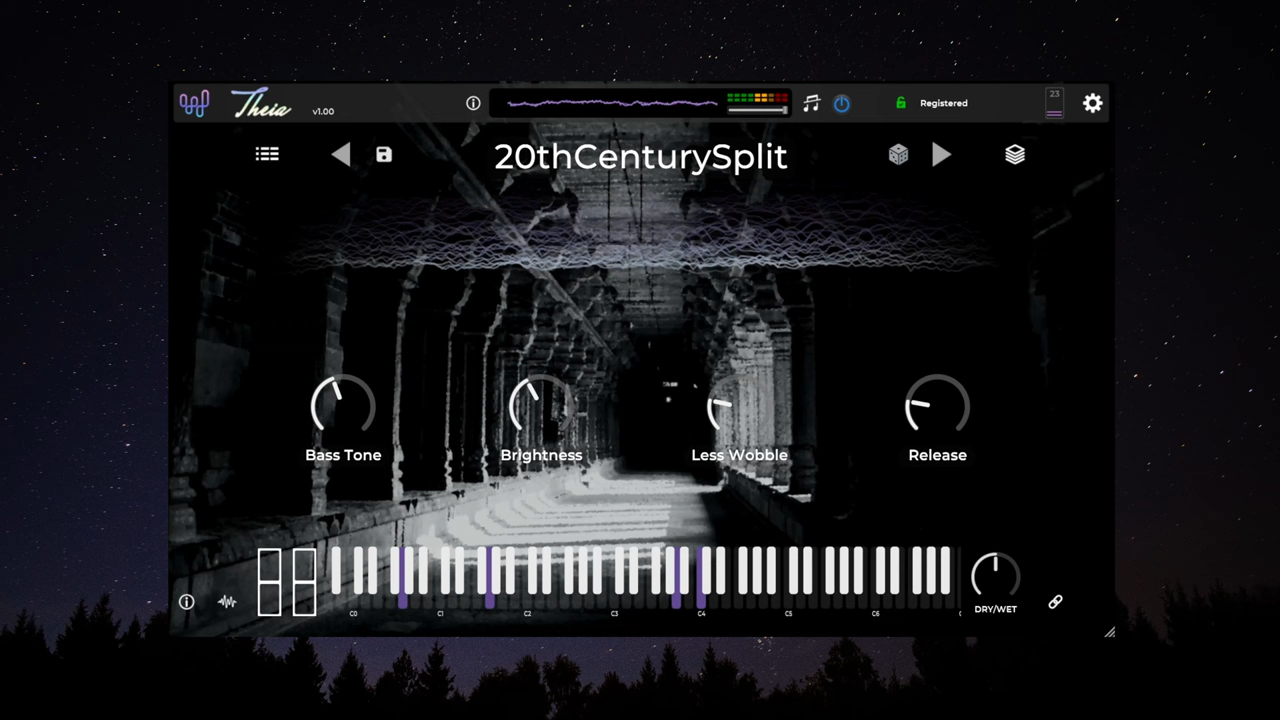 Theia
v1.00
Registered
23
20thCenturySplit
Bass Tone
Brightness
Less Wobble
Release
C0
C1
C2
C3
C4
C5
C6
DRY/WET